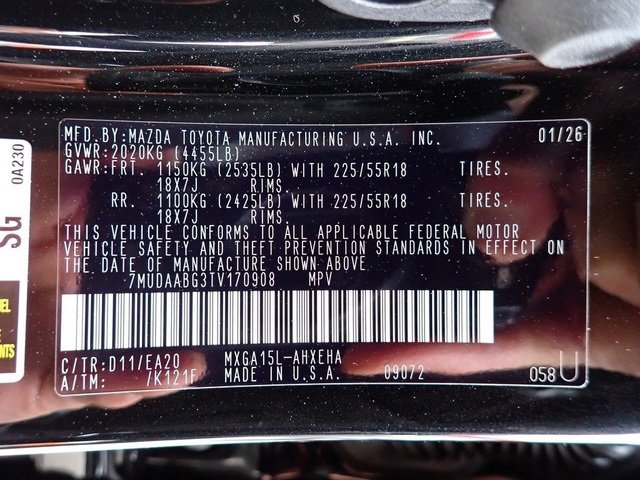 MFD.BY:MAZDA TOYOTA MANUFACTURING U.S.A. INC. 01/26
GVWR:2020KG (4455LB)
GAWR:FRT. 1150KG (2535LB) WITH 225/55R18 TIRES.
18X7J RIMS.
RR. 1100KG (2425LB) WITH 225/55R18 TIRES.
18X7J RIMS.
THIS VEHICLE CONFORMS TO ALL APPLICABLE FEDERAL MOTOR
VEHICLE SAFETY AND THEFT PREVENTION STANDARDS IN EFFECT ON
THE DATE OF MANUFACTURE SHOWN ABOVE
7MUDAABG3TV170908 MPV
C/TR:D11/EA20 MXGA15L-AHXEHA
A/TM: /K121F MADE IN U.S.A. 09072 058U
0A230
SG